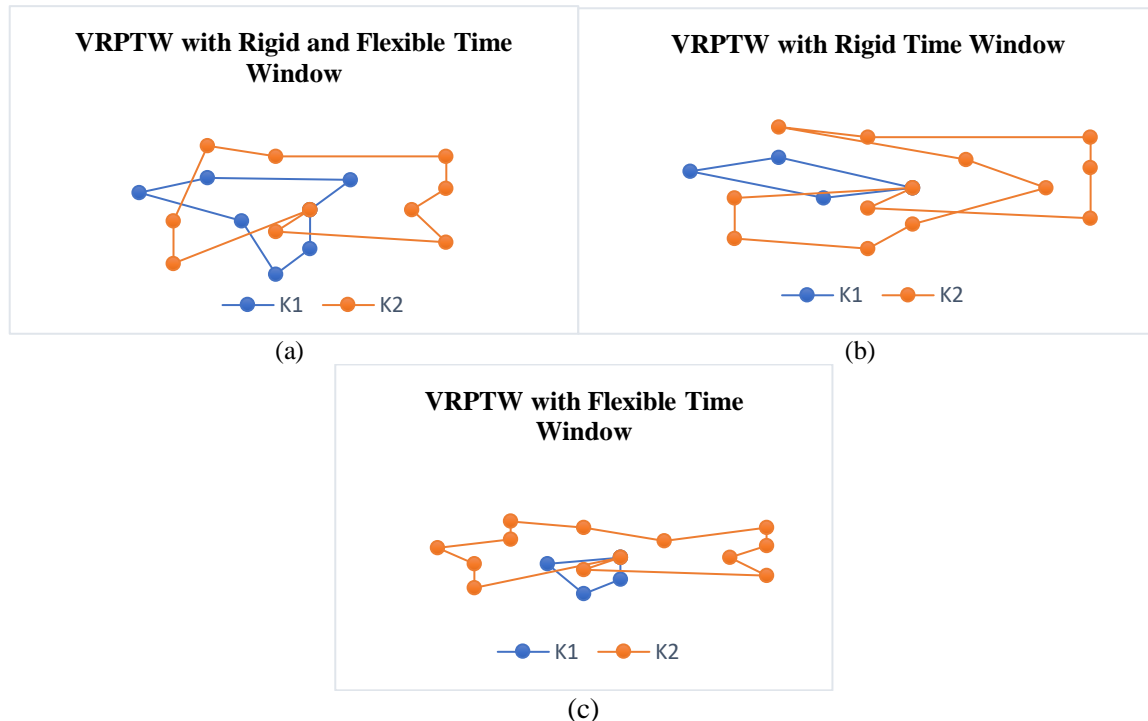 VRPTW with Rigid and Flexible Time
Window
K1 K2
(a)
VRPTW with Rigid Time Window
K1 K2
(b)
VRPTW with Flexible Time
Window
K1 K2
(c)